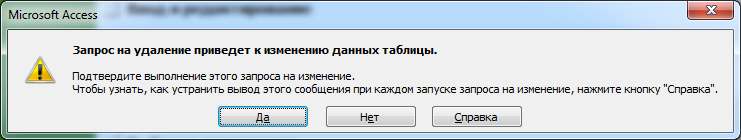 Microsoft Access
Запрос на удаление приведет к изменению данных таблицы.
Подтвердите выполнение этого запроса на изменение.
Чтобы узнать, как устранить вывод этого сообщения при каждом запуске запроса на изменение, нажмите кнопку "Справка".
Да Нет Справка